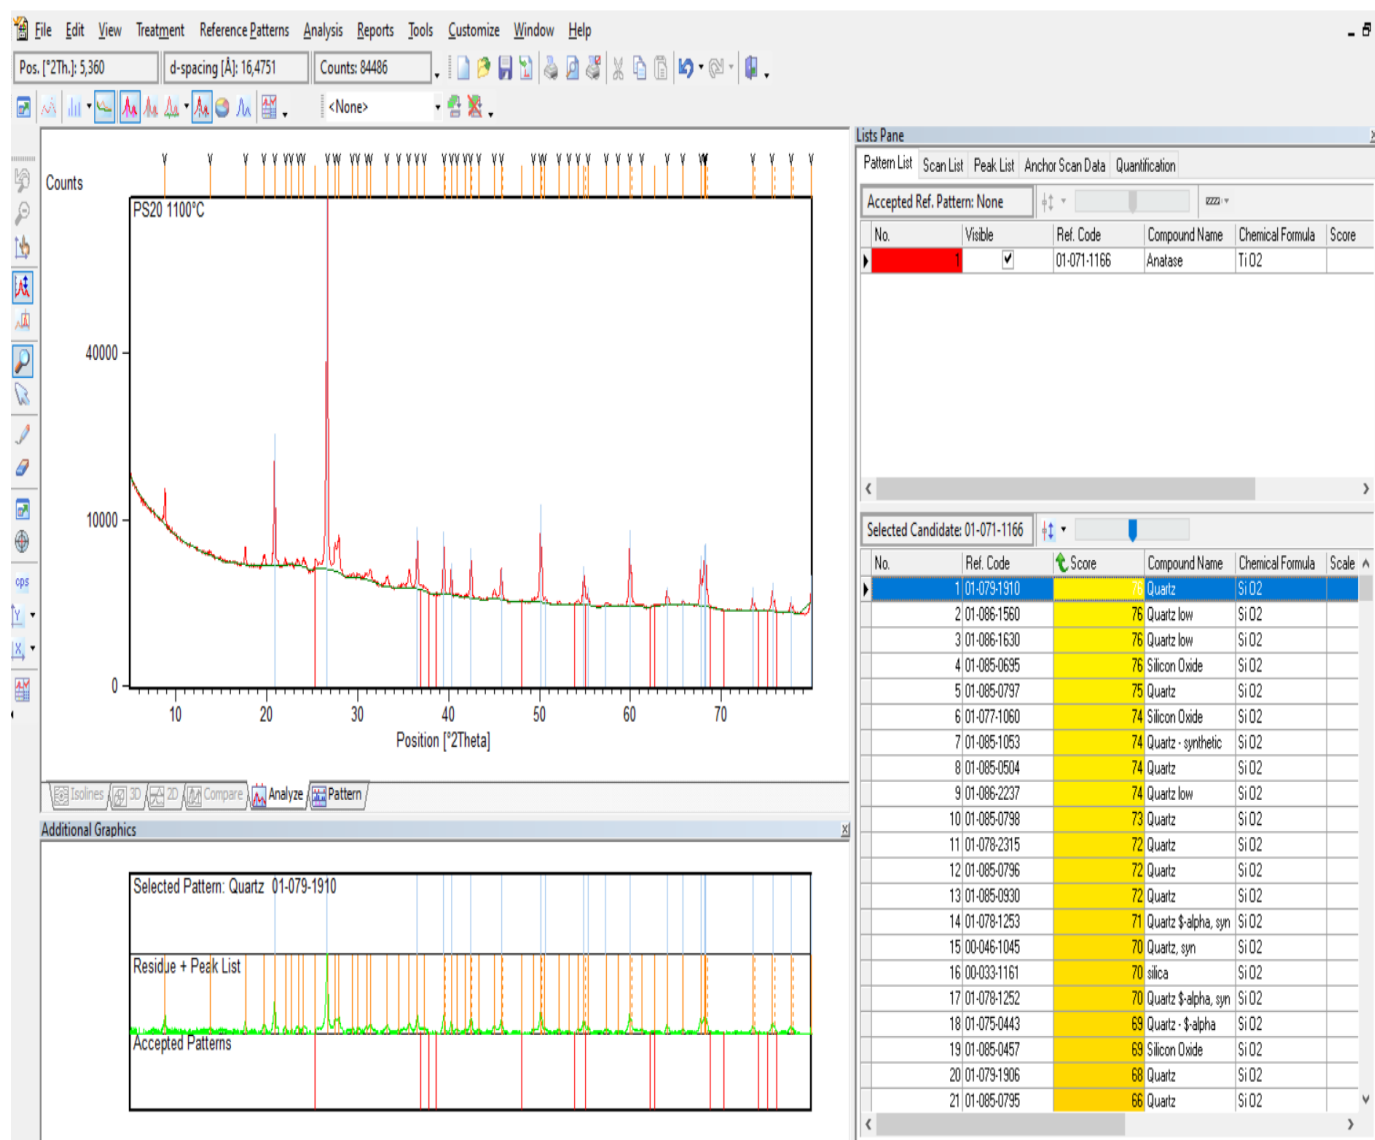 File Edit View Treatment Reference Patterns Analysis Reports Tools Customize Window Help
Pos. [°2Th.]: 5,360 d-spacing [Å]: 16,4751 Counts: 84486
<None>
Counts
PS20 1100°C
40000
10000
0
10 20 30 40 50 60 70
Position [°2Theta]
Isolines 3D 2D Compare Analyze Pattern
Additional Graphics
Selected Pattern: Quartz 01-079-1910
Residue + Peak List
Accepted Patterns
cps
Y
X
Lists Pane
Pattern List Scan List Peak List Anchor Scan Data Quantification
Accepted Ref. Pattern: None
No. Visible Ref. Code Compound Name Chemical Formula Score
1 01-071-1166 Anatase Ti O2
Selected Candidate: 01-071-1166
No. Ref. Code Score Compound Name Chemical Formula Scale
1 01-079-1910 76 Quartz Si O2
2 01-086-1560 76 Quartz low Si O2
3 01-086-1630 76 Quartz low Si O2
4 01-085-0695 76 Silicon Oxide Si O2
5 01-085-0797 75 Quartz Si O2
6 01-077-1060 74 Silicon Oxide Si O2
7 01-085-1053 74 Quartz - synthetic Si O2
8 01-085-0504 74 Quartz Si O2
9 01-086-2237 74 Quartz low Si O2
10 01-085-0798 73 Quartz Si O2
11 01-078-2315 72 Quartz Si O2
12 01-085-0796 72 Quartz Si O2
13 01-085-0930 72 Quartz Si O2
14 01-078-1253 71 Quartz $-alpha, syn Si O2
15 00-046-1045 70 Quartz, syn Si O2
16 00-033-1161 70 silica Si O2
17 01-078-1252 70 Quartz $-alpha, syn Si O2
18 01-075-0443 69 Quartz - $-alpha Si O2
19 01-085-0457 69 Silicon Oxide Si O2
20 01-079-1906 68 Quartz Si O2
21 01-085-0795 66 Quartz Si O2